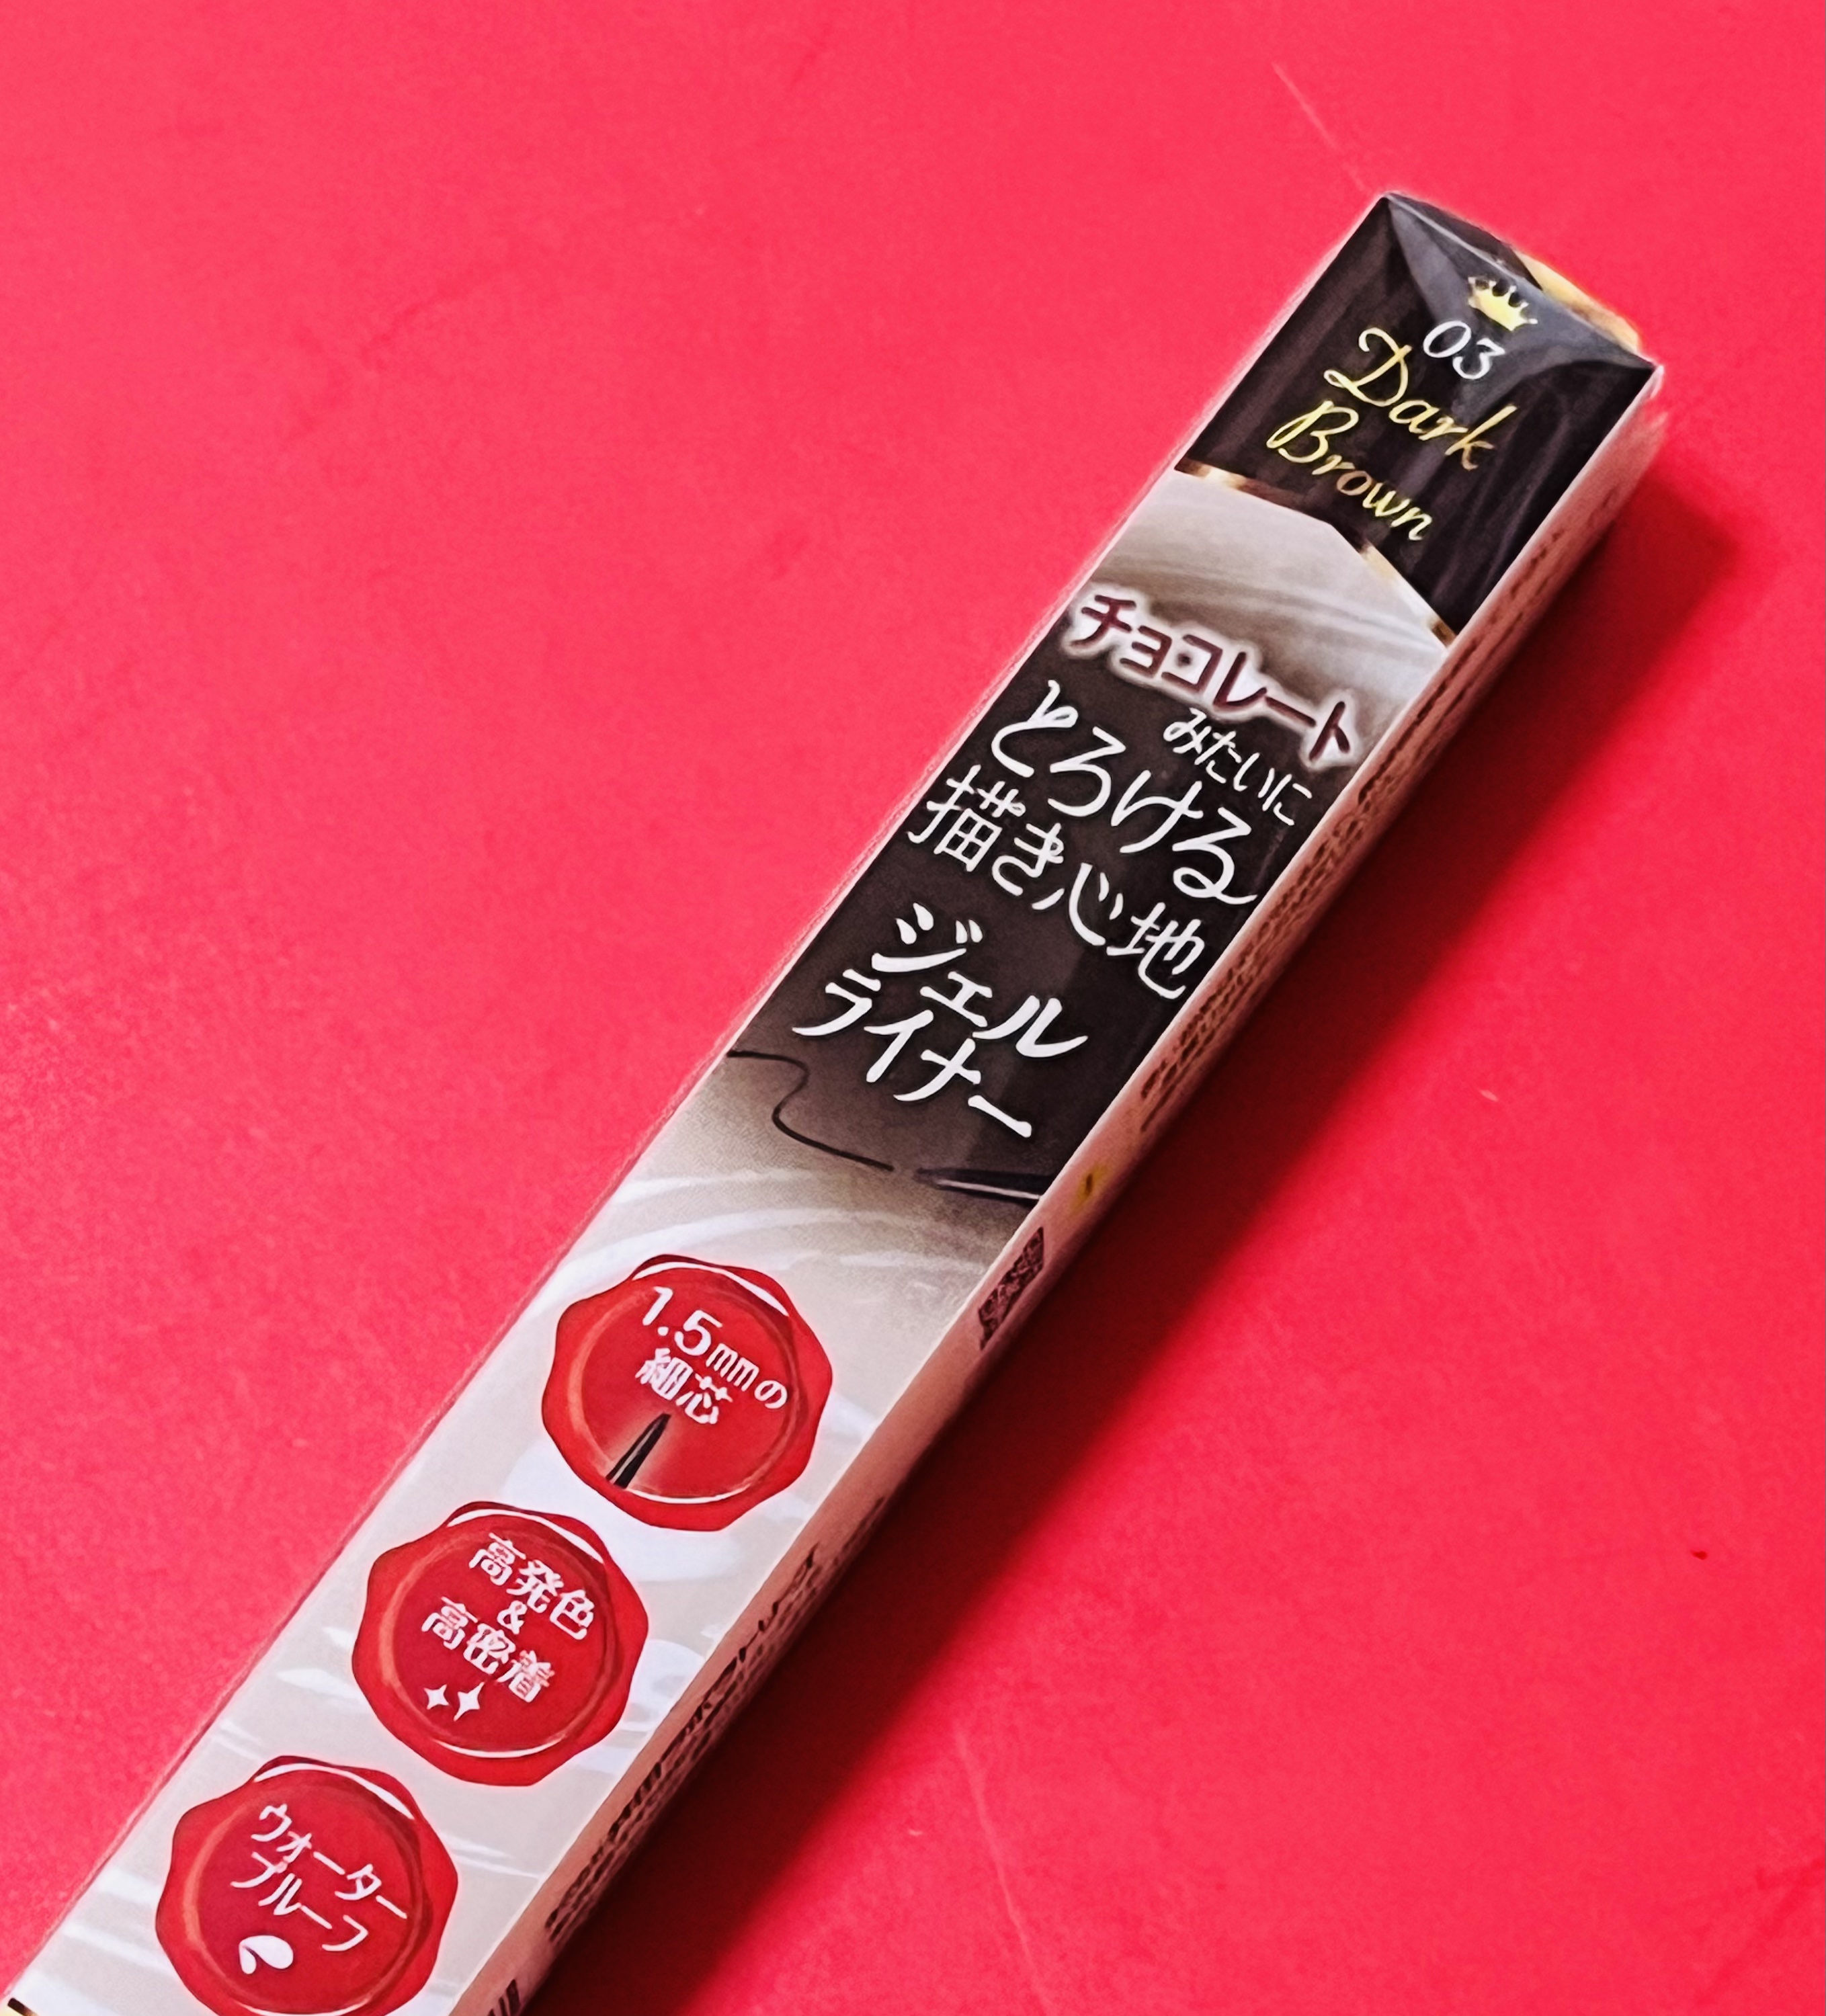 03
Dark
Brown
チョコレート
みたいに
とろける
描き心地
ジェル
ライナー
1.5mmの
細芯
高発色
&
高密着
ウォーター
プルーフ